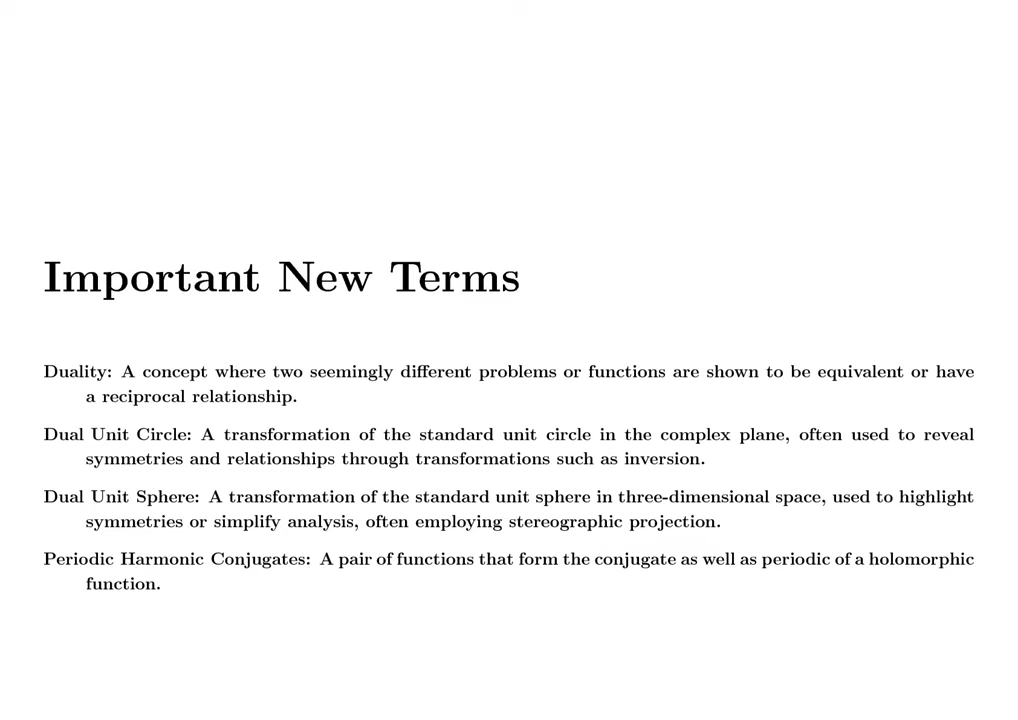 Important New Terms
Duality: A concept where two seemingly different problems or functions are shown to be equivalent or have
a reciprocal relationship.
Dual Unit Circle: A transformation of the standard unit circle in the complex plane, often used to reveal
symmetries and relationships through transformations such as inversion.
Dual Unit Sphere: A transformation of the standard unit sphere in three-dimensional space, used to highlight
symmetries or simplify analysis, often employing stereographic projection.
Periodic Harmonic Conjugates: A pair of functions that form the conjugate as well as periodic of a holomorphic
function.